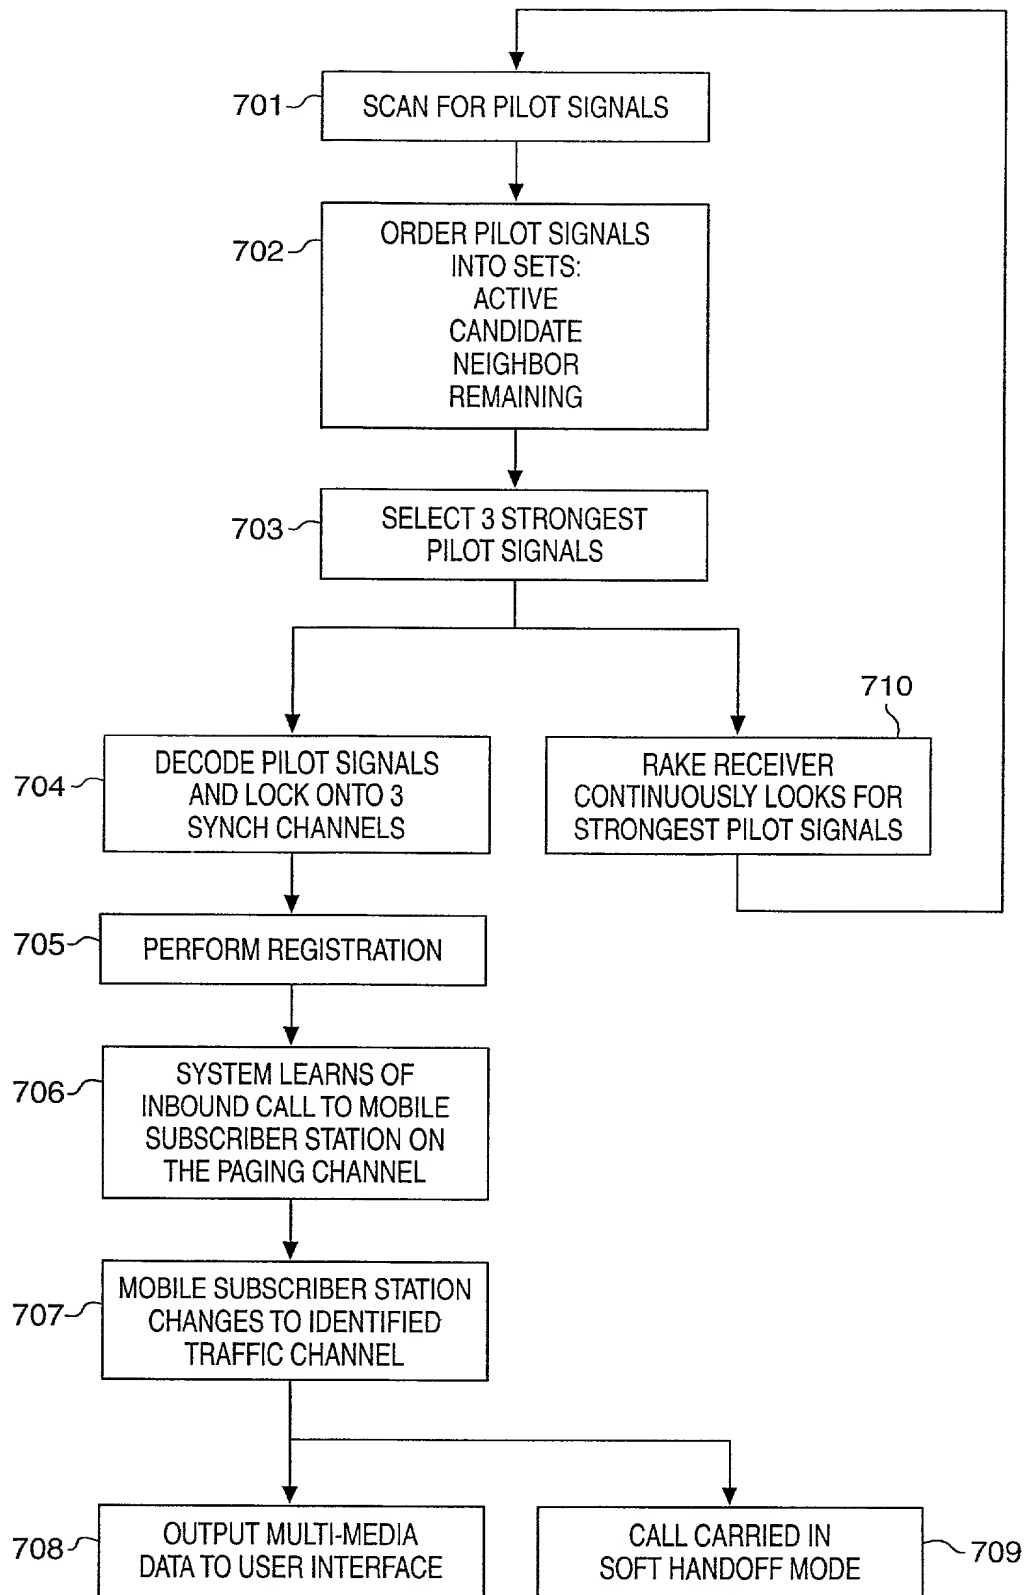 701
SCAN FOR PILOT SIGNALS
702
ORDER PILOT SIGNALS
INTO SETS:
ACTIVE
CANDIDATE
NEIGHBOR
REMAINING
703
SELECT 3 STRONGEST
PILOT SIGNALS
704
DECODE PILOT SIGNALS
AND LOCK ONTO 3
SYNCH CHANNELS
710
RAKE RECEIVER
CONTINUOUSLY LOOKS FOR
STRONGEST PILOT SIGNALS
705
PERFORM REGISTRATION
706
SYSTEM LEARNS OF
INBOUND CALL TO MOBILE
SUBSCRIBER STATION ON
THE PAGING CHANNEL
707
MOBILE SUBSCRIBER STATION
CHANGES TO IDENTIFIED
TRAFFIC CHANNEL
708
OUTPUT MULTI-MEDIA
DATA TO USER INTERFACE
CALL CARRIED IN
SOFT HANDOFF MODE
709